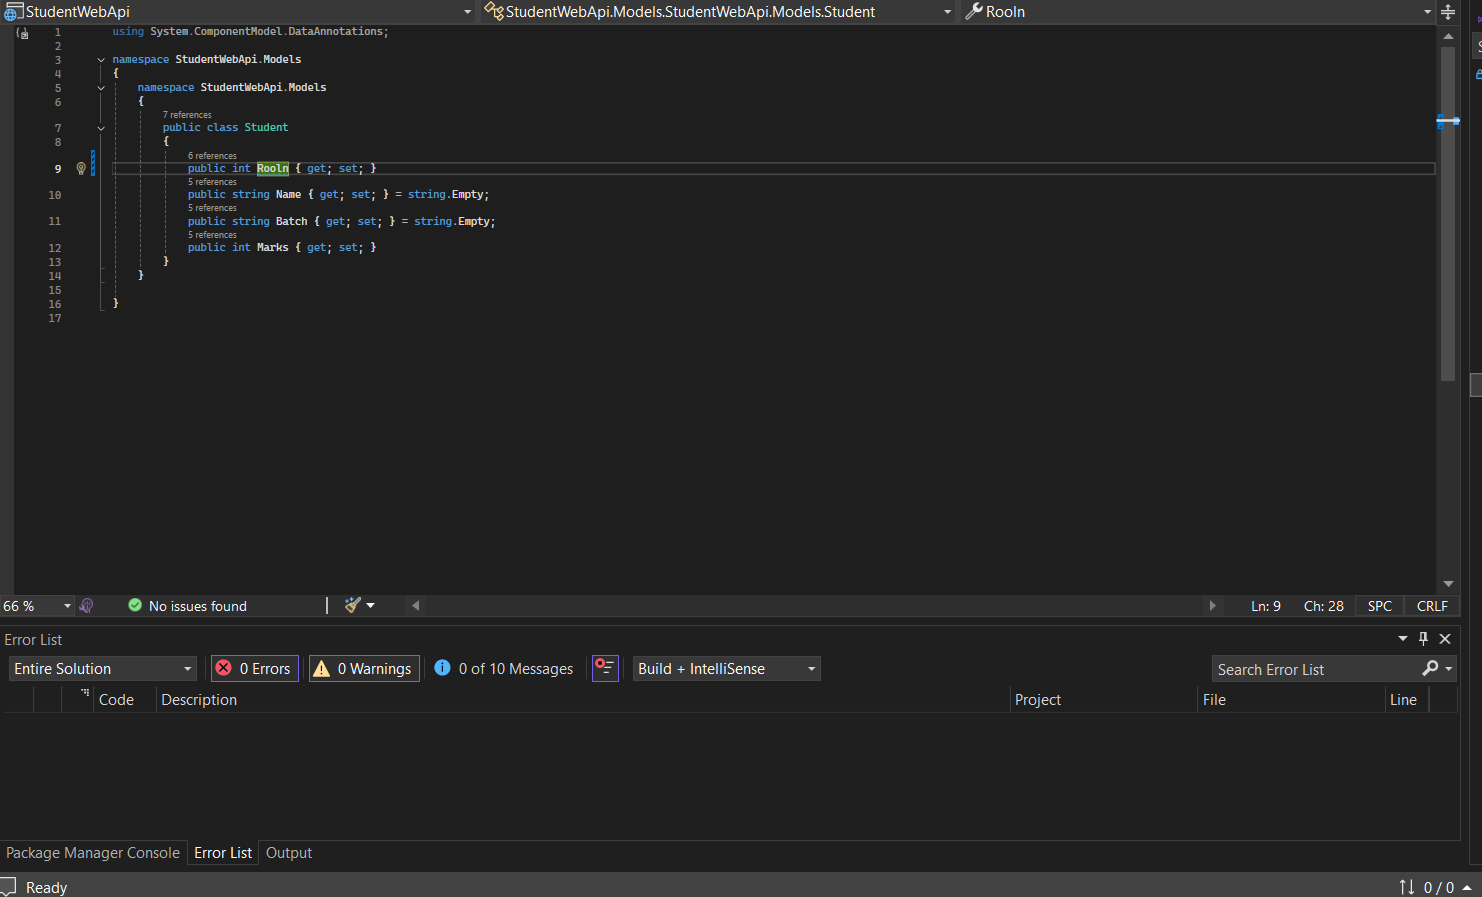 StudentWebApi StudentWebApi.Models.StudentWebApi.Models.Student Rooln
1 using System.ComponentModel.DataAnnotations;
2
3 namespace StudentWebApi.Models
4 {
5 namespace StudentWebApi.Models
6 {
7 references
7 public class Student
8 {
6 references
9 public int Rooln { get; set; }
5 references
10 public string Name { get; set; } = string.Empty;
5 references
11 public string Batch { get; set; } = string.Empty;
5 references
12 public int Marks { get; set; }
13 }
14 }
15
16 }
17
66 % No issues found Ln: 9 Ch: 28 SPC CRLF
Error List
Entire Solution 0 Errors 0 Warnings 0 of 10 Messages Build + IntelliSense Search Error List
Code Description Project File Line
Package Manager Console Error List Output
Ready 0 / 0